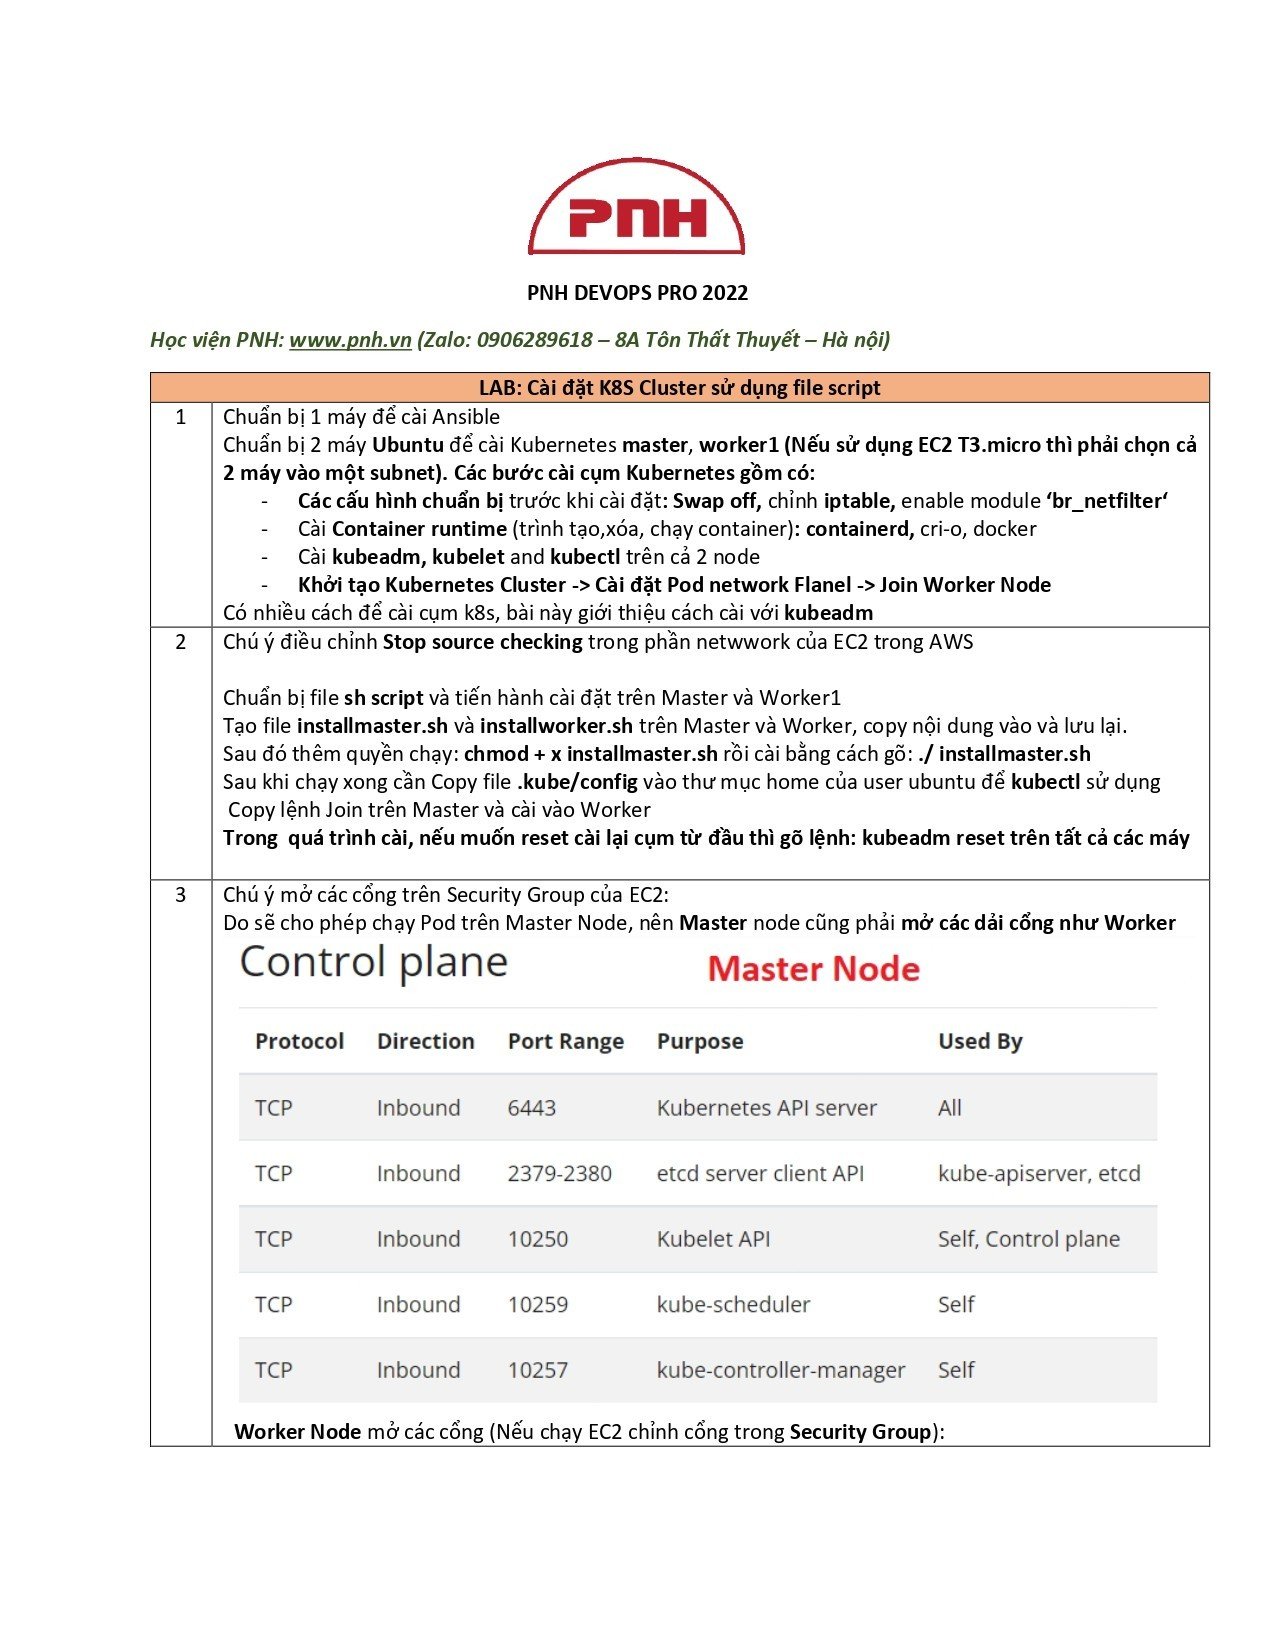 PNH
PNH DEVOPS PRO 2022
Học viện PNH: www.pnh.vn (Zalo: 0906289618 – 8A Tôn Thất Thuyết – Hà nội)
LAB: Cài đặt K8S Cluster sử dụng file script
1 Chuẩn bị 1 máy để cài Ansible
Chuẩn bị 2 máy Ubuntu để cài Kubernetes master, worker1 (Nếu sử dụng EC2 T3.micro thì phải chọn cả
2 máy vào một subnet). Các bước cài cụm Kubernetes gồm có:
- Các cấu hình chuẩn bị trước khi cài đặt: Swap off, chỉnh iptable, enable module ‘br_netfilter‘
- Cài Container runtime (trình tạo,xóa, chạy container): containerd, cri-o, docker
- Cài kubeadm, kubelet and kubectl trên cả 2 node
- Khởi tạo Kubernetes Cluster -> Cài đặt Pod network Flanel -> Join Worker Node
Có nhiều cách để cài cụm k8s, bài này giới thiệu cách cài với kubeadm
2 Chú ý điều chỉnh Stop source checking trong phần netwwork của EC2 trong AWS
Chuẩn bị file sh script và tiến hành cài đặt trên Master và Worker1
Tạo file installmaster.sh và installworker.sh trên Master và Worker, copy nội dung vào và lưu lại.
Sau đó thêm quyền chạy: chmod + x installmaster.sh rồi cài bằng cách gõ: ./ installmaster.sh
Sau khi chạy xong cần Copy file .kube/config vào thư mục home của user ubuntu để kubectl sử dụng
Copy lệnh Join trên Master và cài vào Worker
Trong quá trình cài, nếu muốn reset cài lại cụm từ đầu thì gõ lệnh: kubeadm reset trên tất cả các máy
3 Chú ý mở các cổng trên Security Group của EC2:
Do sẽ cho phép chạy Pod trên Master Node, nên Master node cũng phải mở các dải cổng như Worker
Control plane Master Node
Protocol Direction Port Range Purpose Used By
TCP Inbound 6443 Kubernetes API server All
TCP Inbound 2379-2380 etcd server client API kube-apiserver, etcd
TCP Inbound 10250 Kubelet API Self, Control plane
TCP Inbound 10259 kube-scheduler Self
TCP Inbound 10257 kube-controller-manager Self
Worker Node mở các cổng (Nếu chạy EC2 chỉnh cổng trong Security Group):